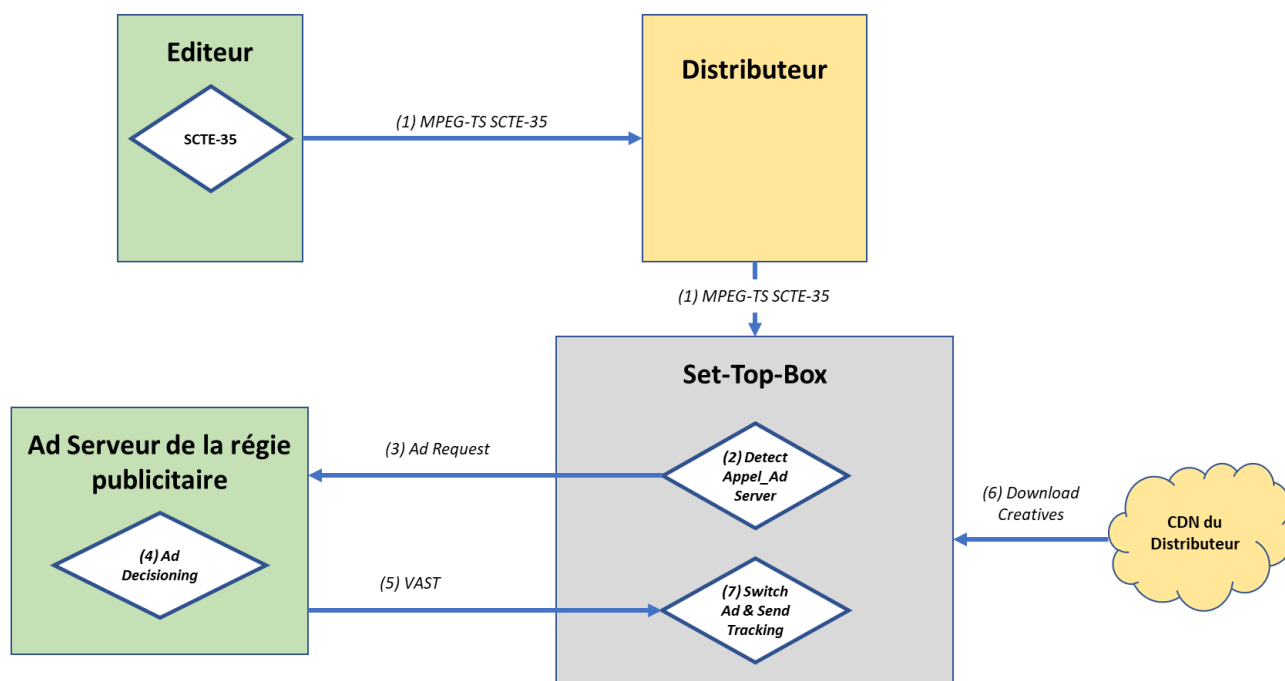 Editeur
SCTE-35
(1) MPEG-TS SCTE-35
Distributeur
(1) MPEG-TS SCTE-35
Set-Top-Box
Ad Serveur de la régie
publicitaire
(3) Ad Request
(2) Detect
Appel_Ad
Server
(6) Download
Creatives
CDN du
Distributeur
(4) Ad
Decisioning
(5) VAST
(7) Switch
Ad & Send
Tracking